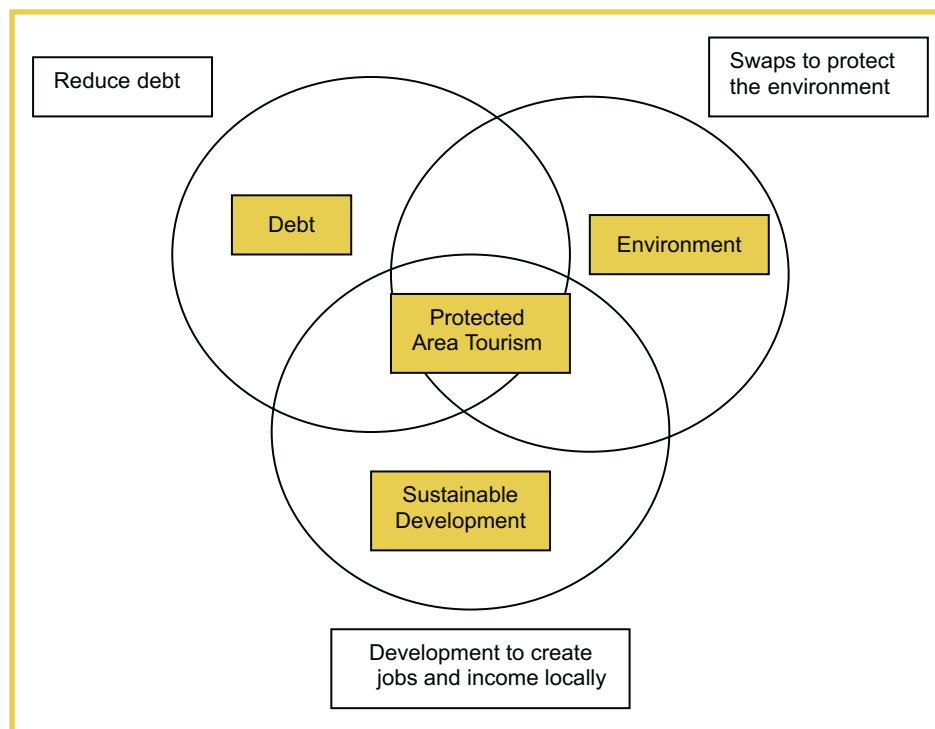 Reduce debt
Swaps to protect
the environment
Debt
Environment
Protected
Area Tourism
Sustainable
Development
Development to create
jobs and income locally